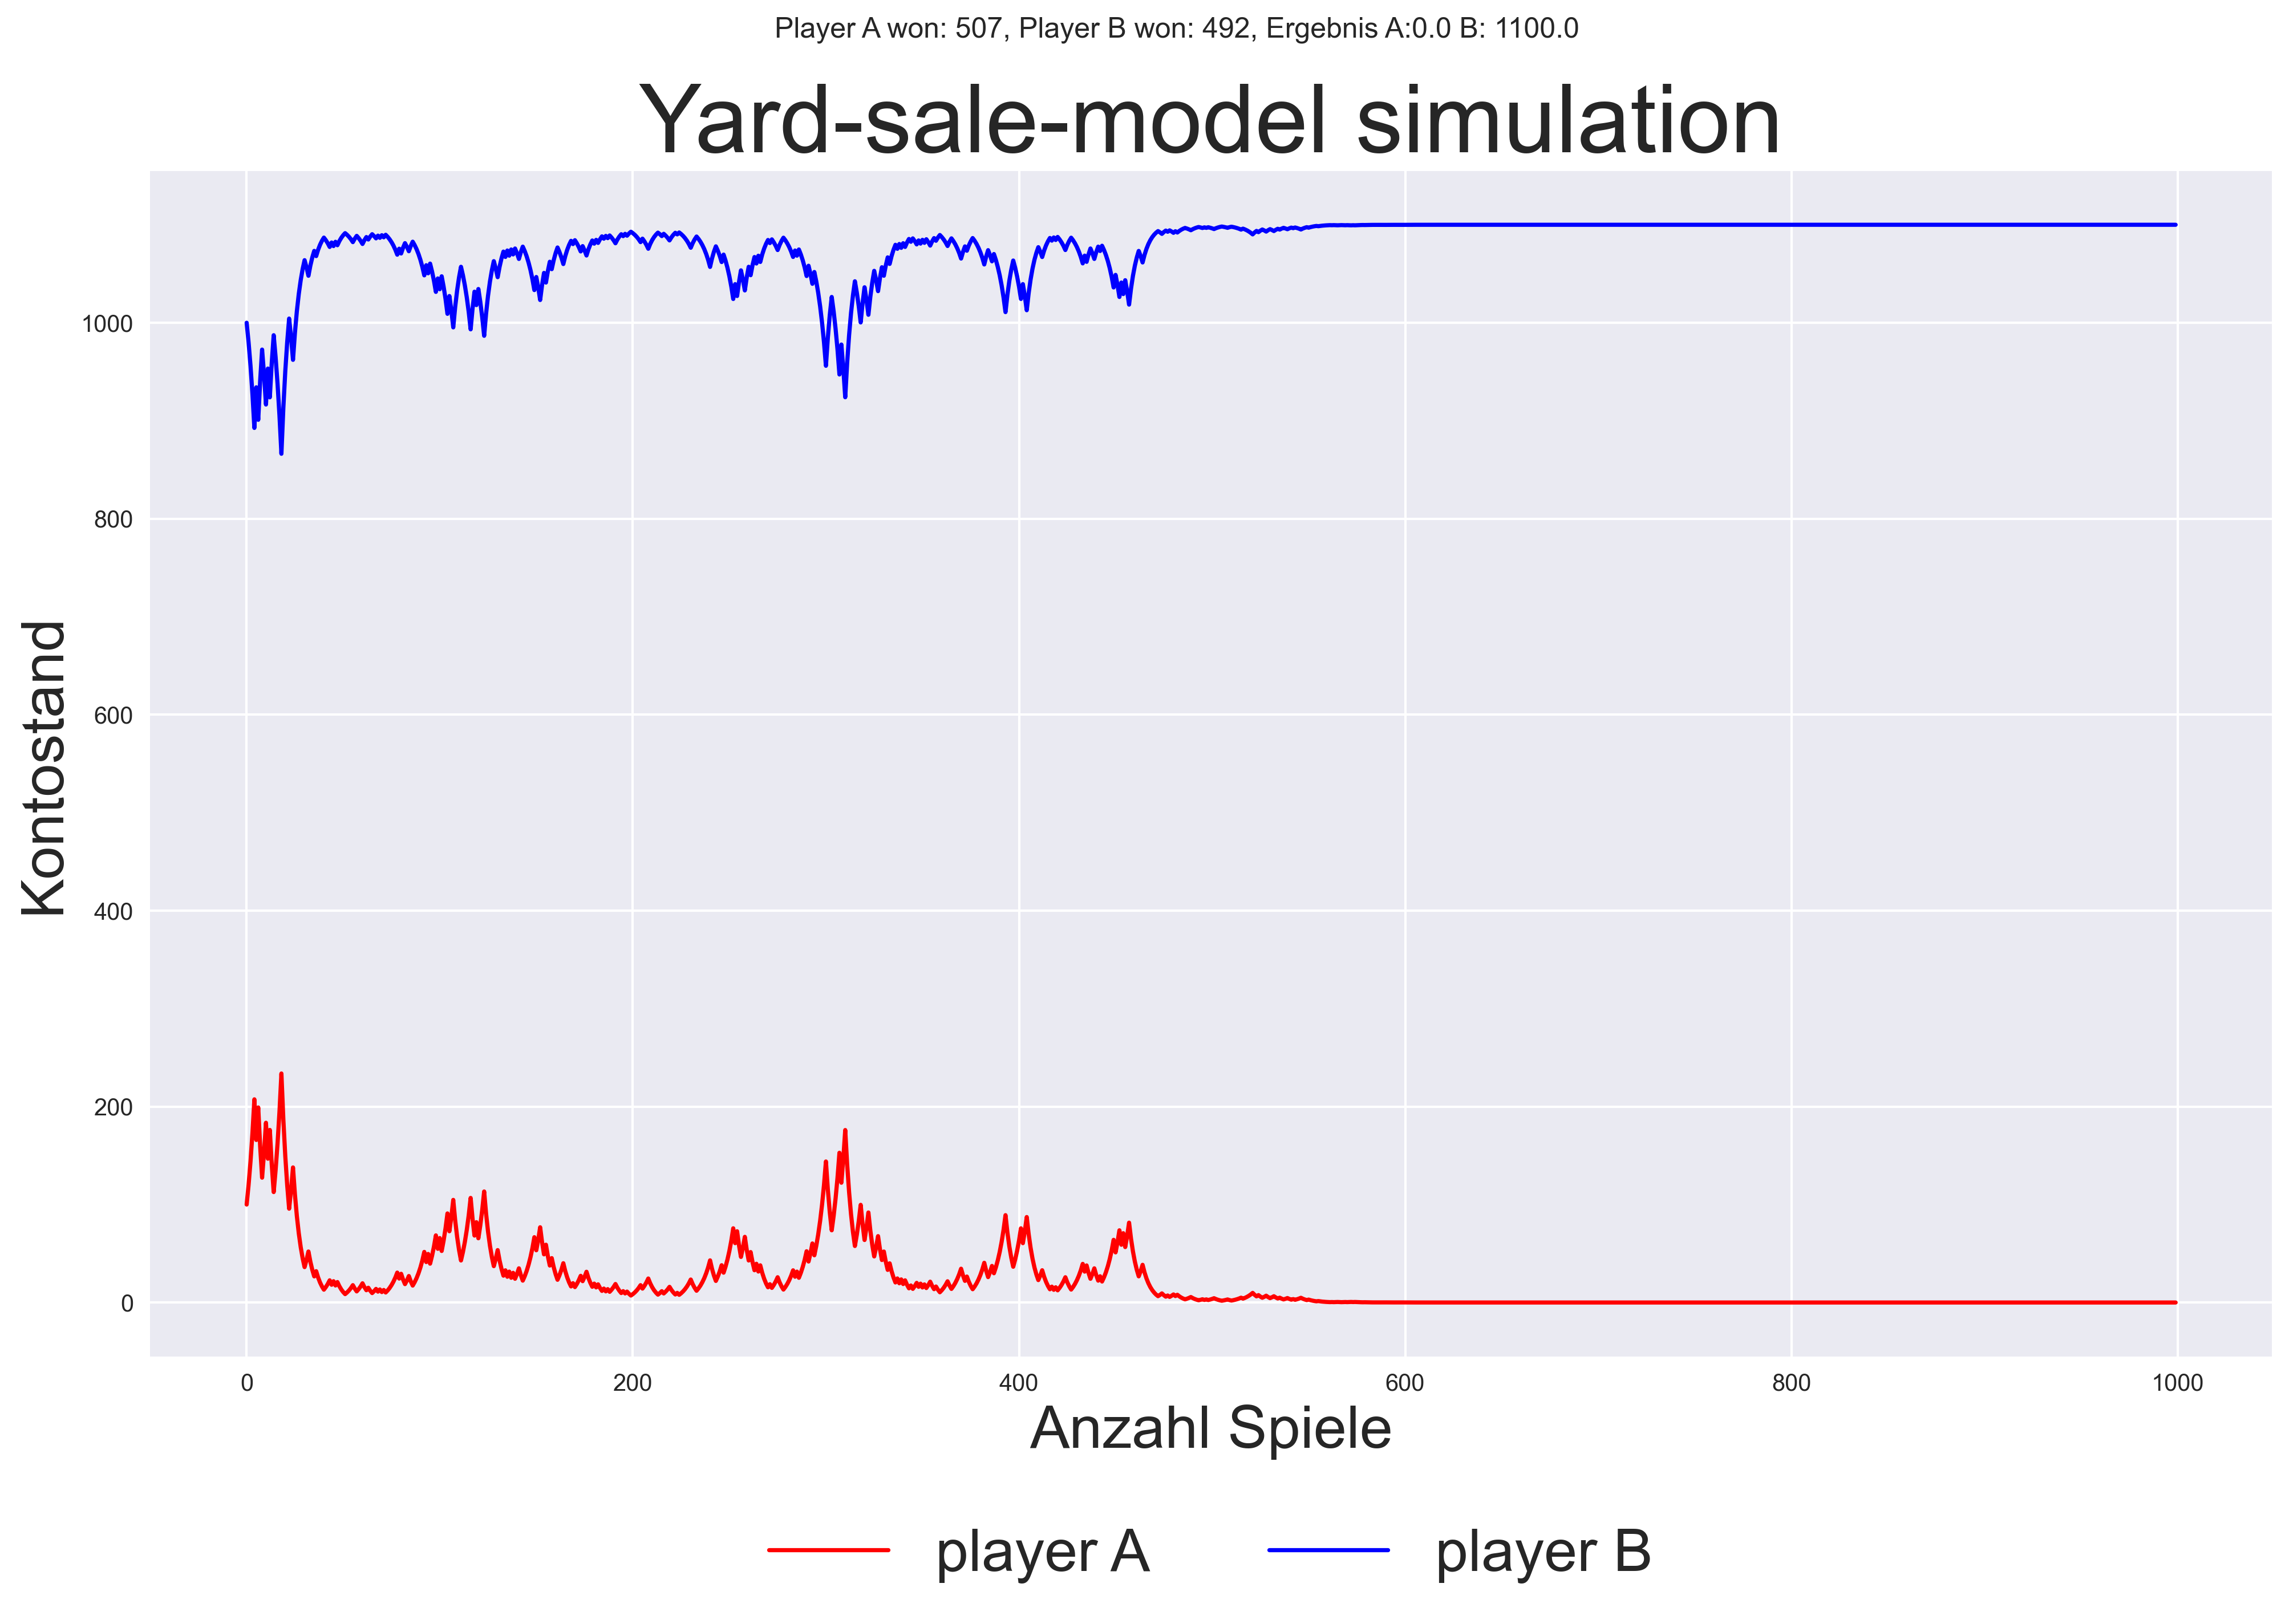 Player A won: 507, Player B won: 492, Ergebnis A:0.0 B: 1100.0
Yard-sale-model simulation
Kontostand
1000
800
600
400
200
0
0 200 400 600 800 1000
Anzahl Spiele
player A player B